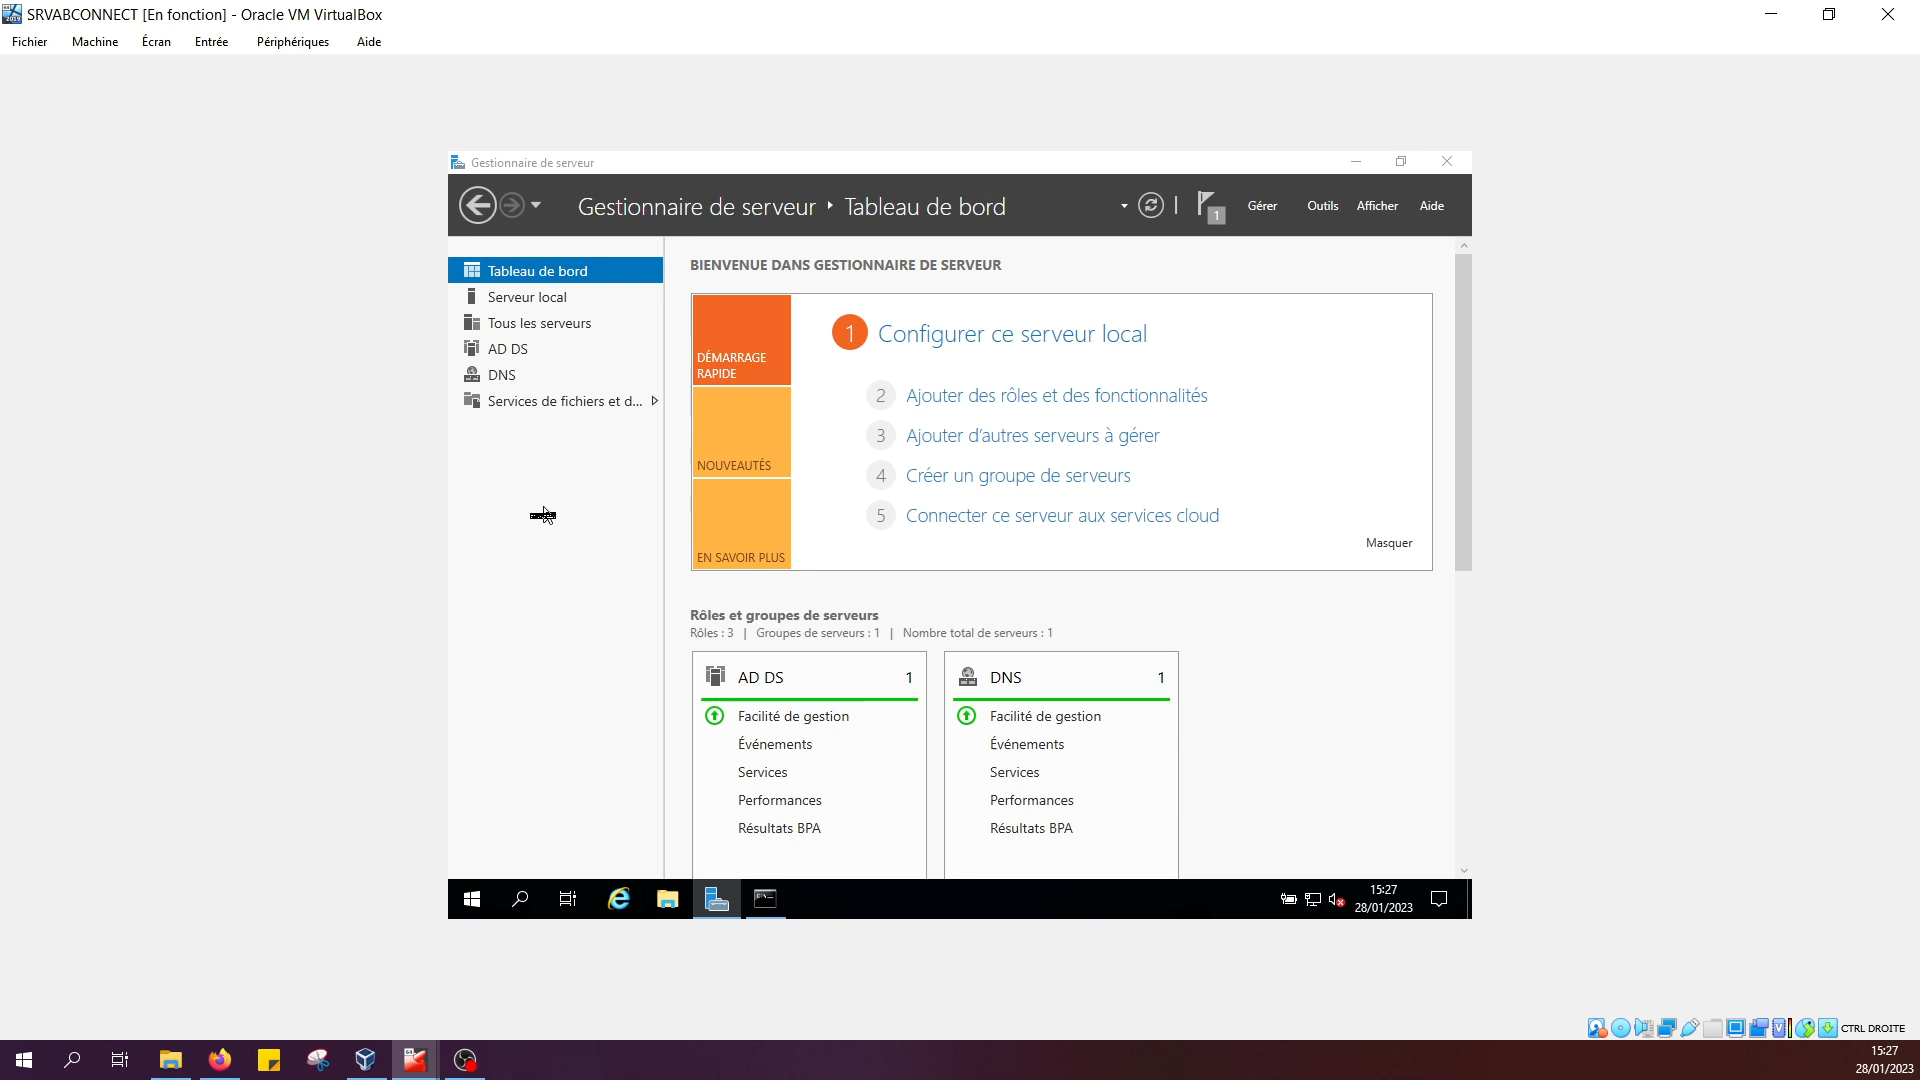 SRVABCONNECT [En fonction] - Oracle VM VirtualBox
Fichier Machine Écran Entrée Périphériques Aide
Gestionnaire de serveur
Gestionnaire de serveur Tableau de bord
1 Gérer Outils Afficher Aide
Tableau de bord
Serveur local
Tous les serveurs
AD DS
DNS
Services de fichiers et d...
BIENVENUE DANS GESTIONNAIRE DE SERVEUR
DÉMARRAGE
RAPIDE
NOUVEAUTÉS
EN SAVOIR PLUS
1 Configurer ce serveur local
2 Ajouter des rôles et des fonctionnalités
3 Ajouter d'autres serveurs à gérer
4 Créer un groupe de serveurs
5 Connecter ce serveur aux services cloud
Masquer
Rôles et groupes de serveurs
Rôles : 3 | Groupes de serveurs : 1 | Nombre total de serveurs : 1
AD DS 1
Facilité de gestion
Événements
Services
Performances
Résultats BPA
DNS 1
Facilité de gestion
Événements
Services
Performances
Résultats BPA
15:27
28/01/2023
CTRL DROITE
15:27
28/01/2023